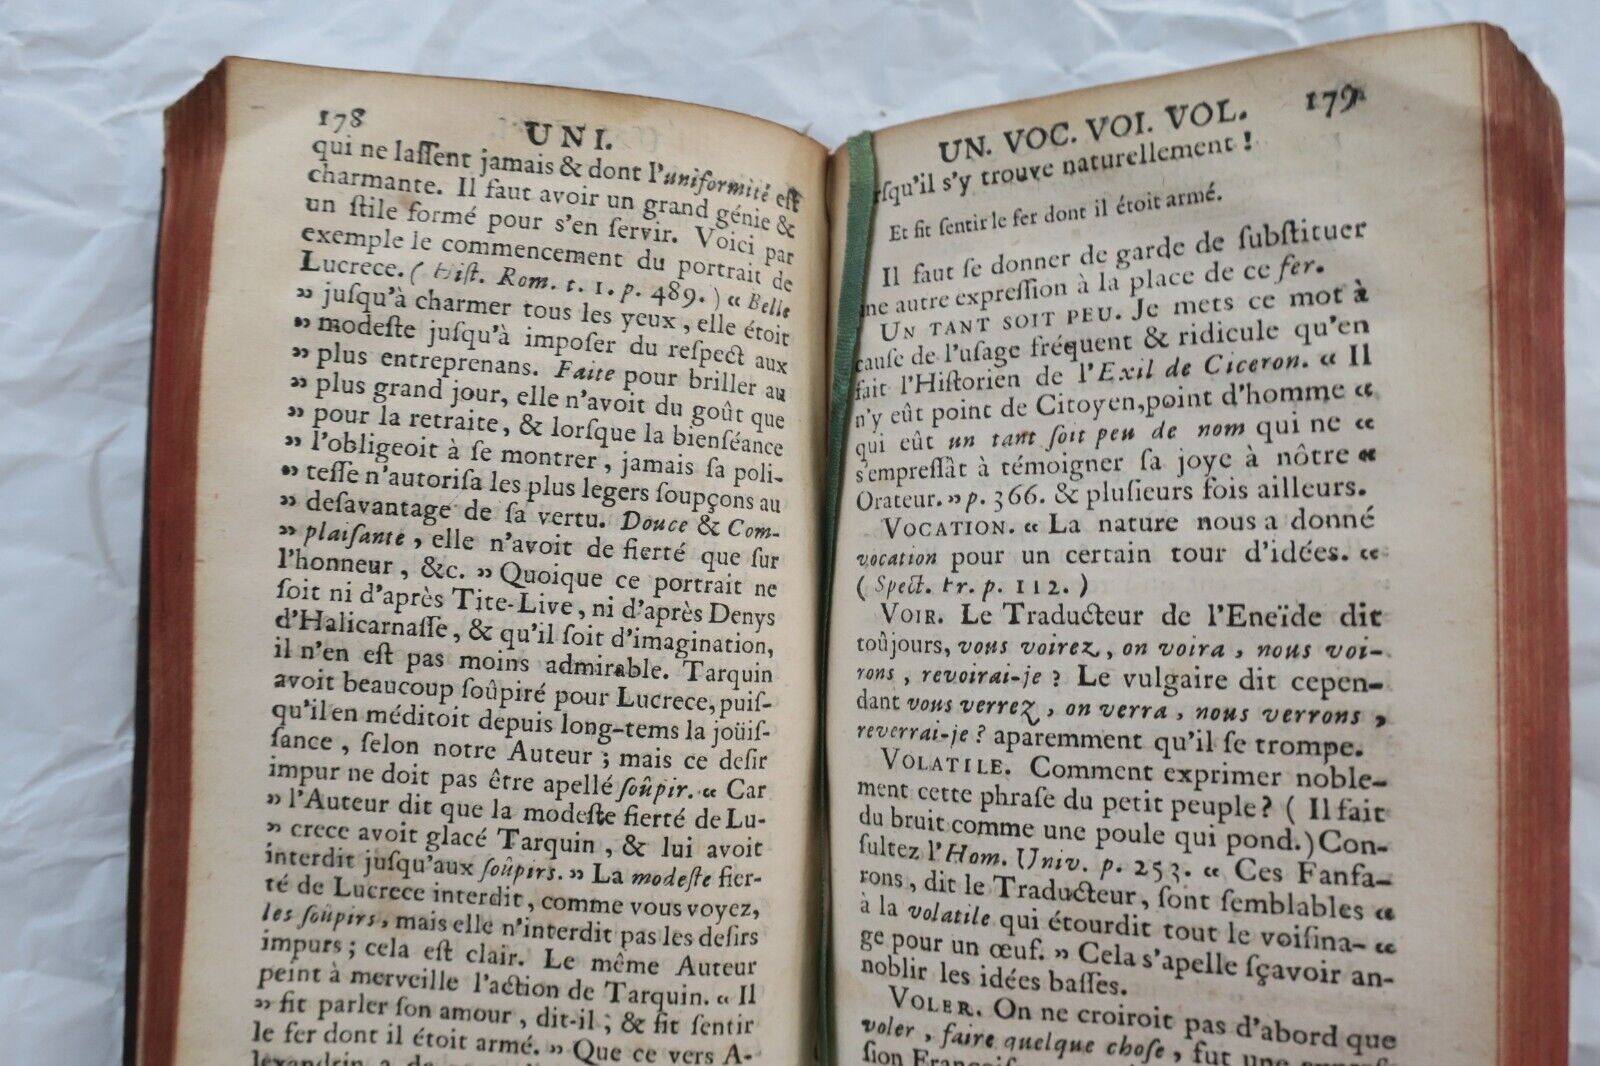 178
UNI.
qui ne laſſent jamais & dont l'uniformité eſt
charmante. Il faut avoir un grand génie &
un ſtile formé pour s'en ſervir. Voici par
exemple le commencement du portrait de
Lucrece. ( Hiſt. Rom. t. 1. p. 489. ) « Belle
» juſqu'à charmer tous les yeux, elle étoit
» modeſte juſqu'à impoſer du reſpect aux
» plus entreprenans. Faite pour briller au
» plus grand jour, elle n'avoit du goût que
» pour la retraite, & lorſque la bienſéance
» l'obligeoit à ſe montrer, jamais ſa poli-
» teſſe n'autoriſa les plus legers ſoupçons au
» deſavantage de ſa vertu. Douce & Com-
» plaiſante, elle n'avoit de fierté que ſur
l'honneur, &c. » Quoique ce portrait ne
ſoit ni d'après Tite-Live, ni d'après Denys
d'Halicarnaſſe, & qu'il ſoit d'imagination,
il n'en eſt pas moins admirable. Tarquin
avoit beaucoup ſoûpiré pour Lucrece, puiſ-
qu'il en méditoit depuis long-tems la joüiſ-
ſance, ſelon notre Auteur ; mais ce deſir
impur ne doit pas être apellé ſoûpir. « Car
» l'Auteur dit que la modeſte fierté de Lu-
» crece avoit glacé Tarquin, & lui avoit
interdit juſqu'aux ſoûpirs. » La modeſte fier-
té de Lucrece interdit, comme vous voyez,
les ſoûpirs, mais elle n'interdit pas les deſirs
impurs ; cela eſt clair. Le même Auteur
peint à merveille l'action de Tarquin. « Il
» fit parler ſon amour, dit-il ; & fit ſentir
le fer dont il étoit armé. » Que ce vers A-
lexandrin a de
UN. VOC. VOI. VOL.
179
rſqu'il s'y trouve naturellement !
Et fit ſentir le fer dont il étoit armé.
Il faut ſe donner de garde de ſubſtituer
ne autre expreſſion à la place de ce fer.
UN TANT SOIT PEU. Je mets ce mot à
cauſe de l'uſage fréquent & ridicule qu'en
fait l'Hiſtorien de l'Exil de Ciceron. « Il
n'y eût point de Citoyen, point d'homme «
qui eût un tant ſoit peu de nom qui ne «
s'empreſſât à témoigner ſa joye à nôtre «
Orateur. » p. 366. & pluſieurs fois ailleurs.
VOCATION. « La nature nous a donné
vocation pour un certain tour d'idées. «
( Spect. fr. p. 112. )
VOIR. Le Traducteur de l'Eneïde dit
toûjours, vous voirez, on voira, nous voi-
rons, revoirai-je ? Le vulgaire dit cepen-
dant vous verrez, on verra, nous verrons,
reverrai-je ? aparemment qu'il ſe trompe.
VOLATILE. Comment exprimer noble-
ment cette phraſe du petit peuple ? ( Il fait
du bruit comme une poule qui pond. ) Con-
ſultez l'Hom. Univ. p. 253. « Ces Fanfa-
rons, dit le Traducteur, ſont ſemblables «
à la volatile qui étourdit tout le voiſina- «
ge pour un œuf. » Cela s'apelle ſçavoir an-
noblir les idées baſſes.
VOLER. On ne croiroit pas d'abord que
voler, faire quelque choſe, fut une
ſion